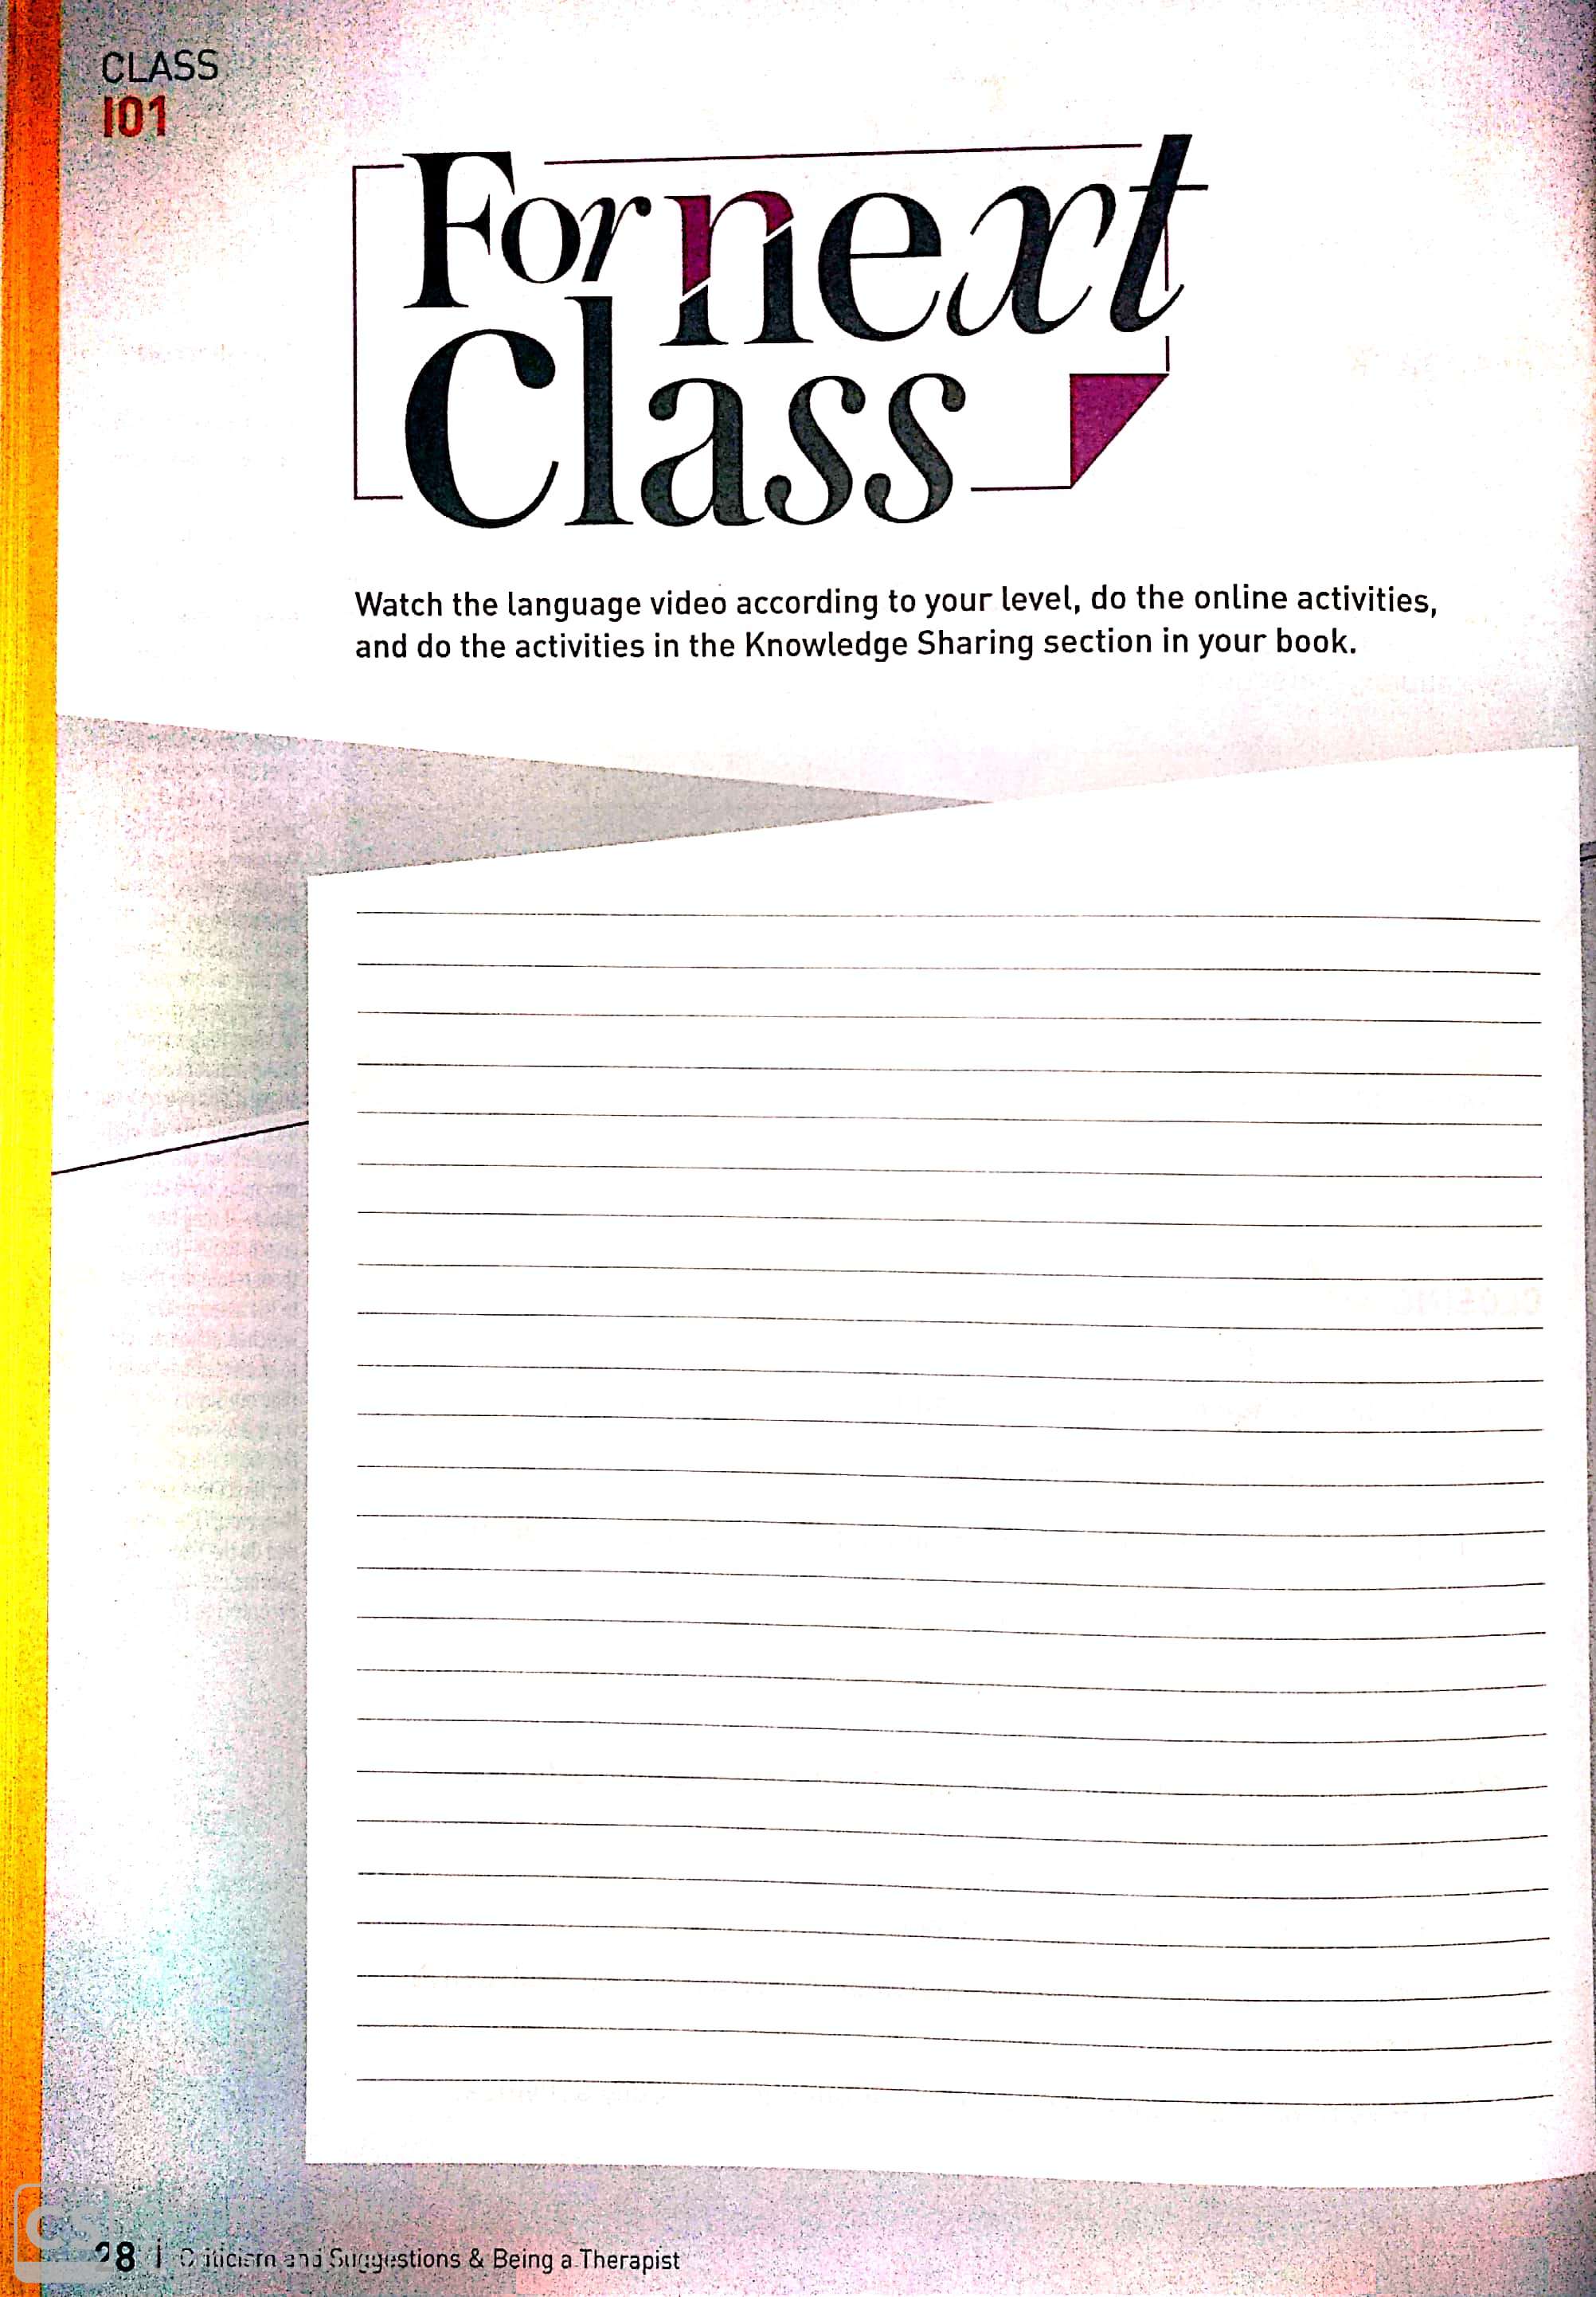 CLASS
101
For next
Class
Watch the language video according to your level, do the online activities,
and do the activities in the Knowledge Sharing section in your book.
CS
28 | Criticism and Suggestions & Being a Therapist